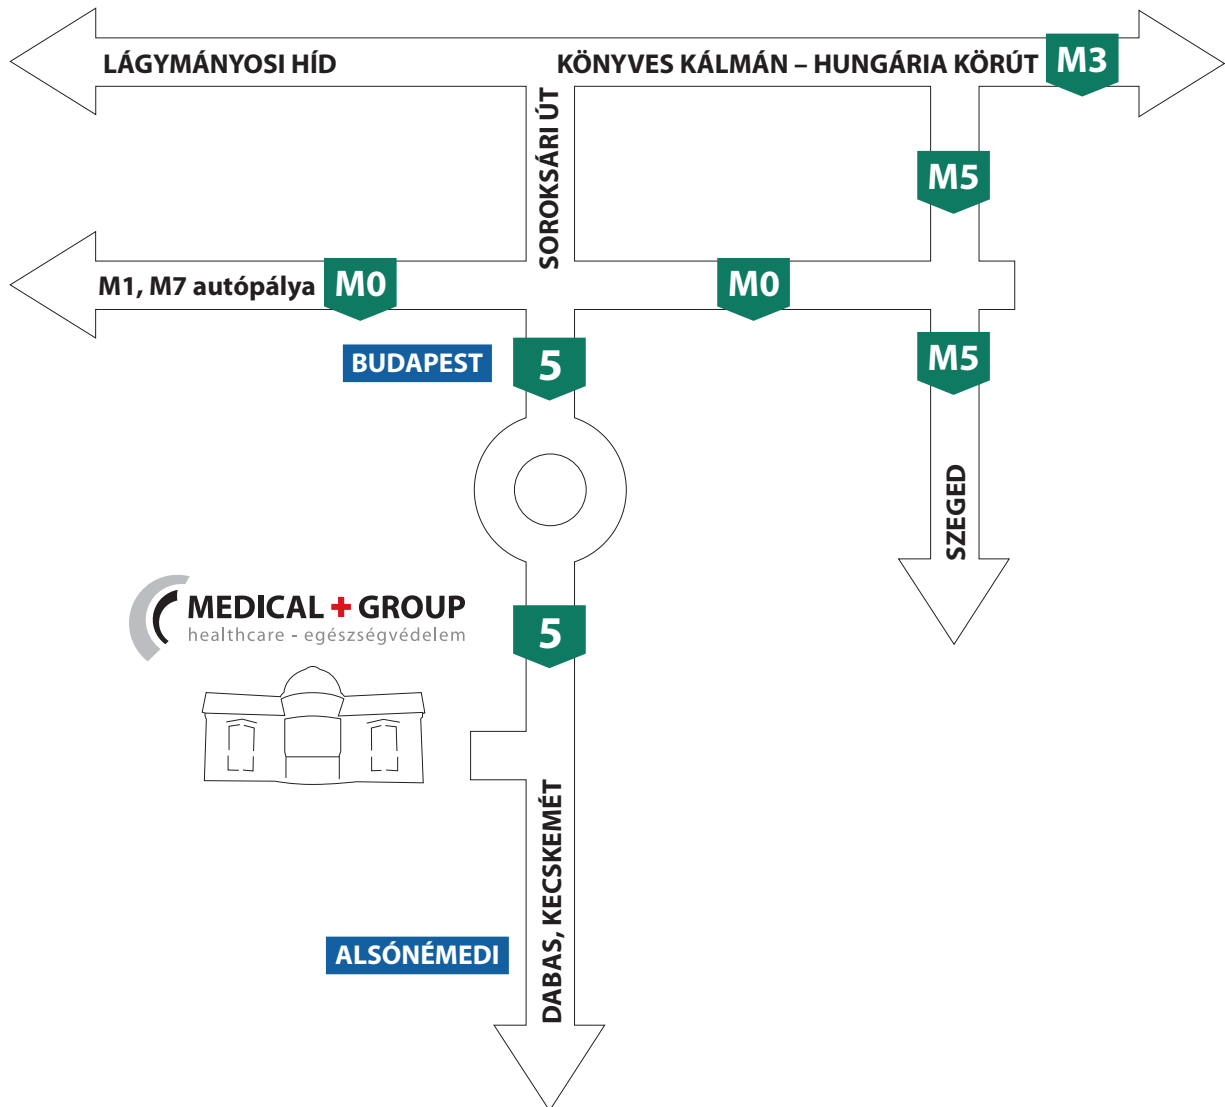 LÁGYMÁNYOSI HÍD
KÖNYVES KÁLMÁN – HUNGÁRIA KÖRÚT
M3
SOROKSÁRI ÚT
M5
M1, M7 autópálya
M0
M0
BUDAPEST
5
M5
SZEGED
MEDICAL + GROUP
healthcare - egészségvédelem
5
DABAS, KECSKEMÉT
ALSÓNÉMEDI